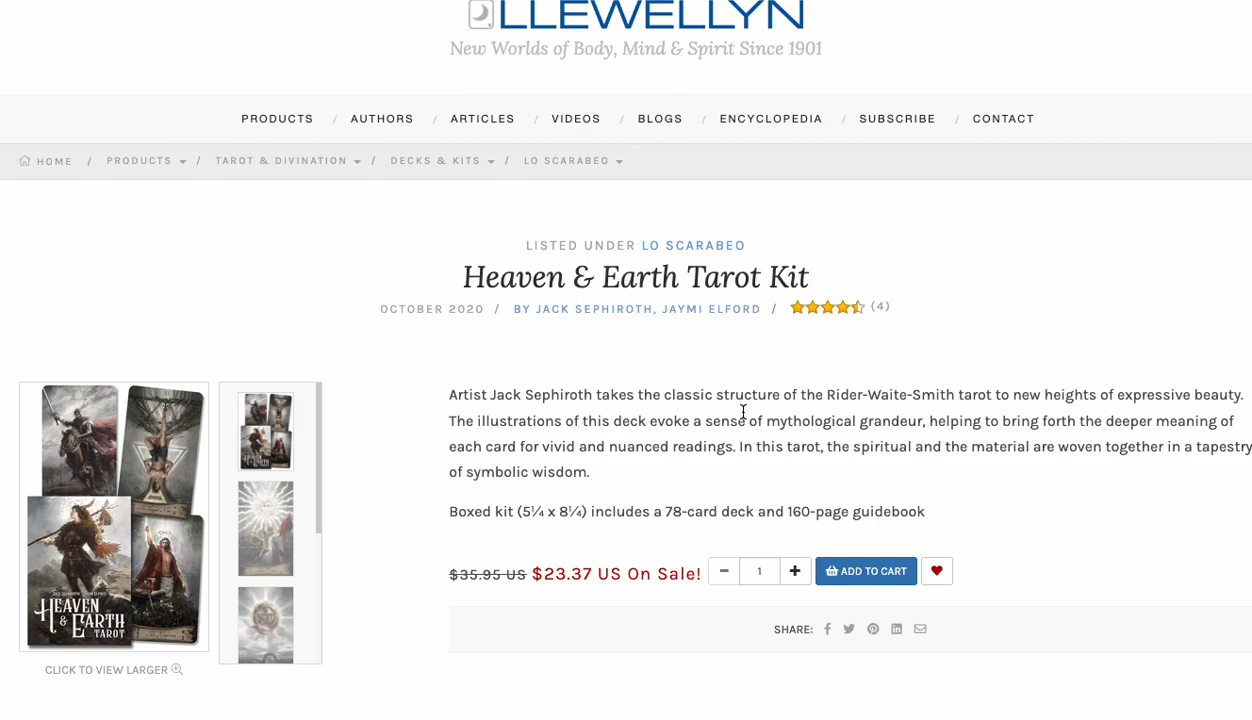 LLEWELLYN
New Worlds of Body, Mind & Spirit Since 1901
PRODUCTS / AUTHORS / ARTICLES / VIDEOS / BLOGS / ENCYCLOPEDIA / SUBSCRIBE / CONTACT
HOME / PRODUCTS / TAROT & DIVINATION / DECKS & KITS / LO SCARABEO
LISTED UNDER LO SCARABEO
Heaven & Earth Tarot Kit
OCTOBER 2020 / BY JACK SEPHIROTH, JAYMI ELFORD / (4)
Artist Jack Sephiroth takes the classic structure of the Rider-Waite-Smith tarot to new heights of expressive beauty.
The illustrations of this deck evoke a sense of mythological grandeur, helping to bring forth the deeper meaning of
each card for vivid and nuanced readings. In this tarot, the spiritual and the material are woven together in a tapestry
of symbolic wisdom.
Boxed kit (5¼ x 8¼) includes a 78-card deck and 160-page guidebook
$35.95 US $23.37 US On Sale! − 1 + ADD TO CART
SHARE:
HEAVEN
& EARTH
TAROT
CLICK TO VIEW LARGER